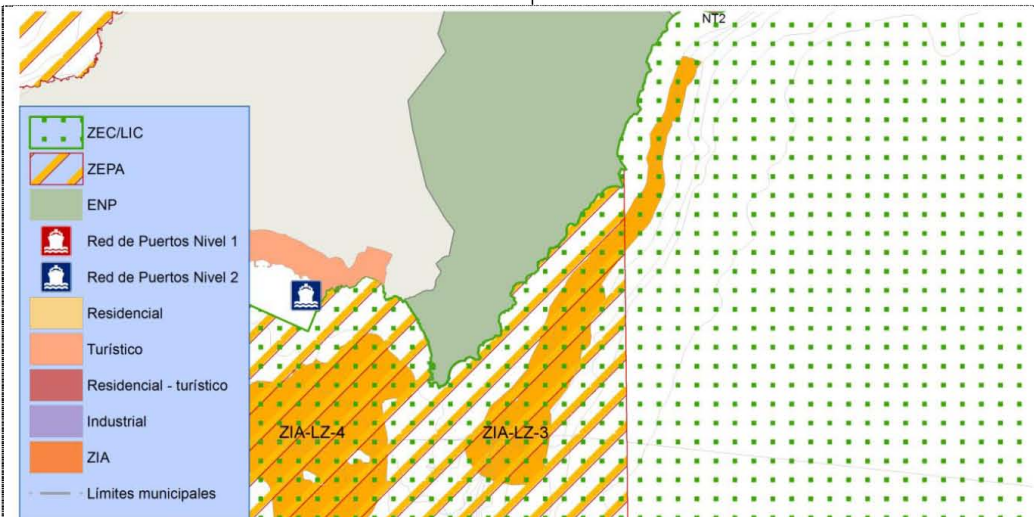 NT2
ZEC/LIC
ZEPA
ENP
Red de Puertos Nivel 1
Red de Puertos Nivel 2
Residencial
Turístico
Residencial - turístico
Industrial
ZIA
Límites municipales
ZIA-LZ-4
ZIA-LZ-3